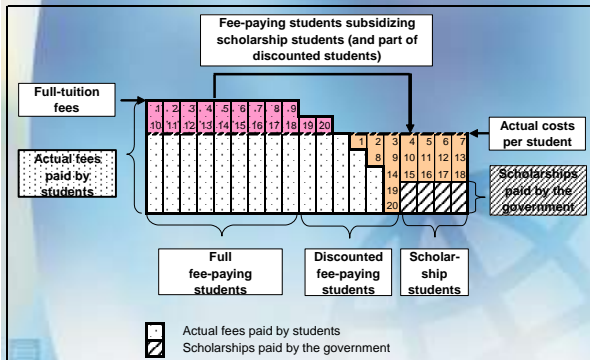 Fee-paying students subsidizing
scholarship students (and part of
discounted students)
Full-tuition
fees
1 2 3 4 5 6 7 8 9
10 11 12 13 14 15 16 17 18 19 20
Actual costs
per student
1 2 3 4 5 6 7
8 9 10 11 12 13
14 15 16 17 18
19
20
Actual fees
paid by
students
Scholarships
paid by the
government
Full
fee-paying
students
Discounted
fee-paying
students
Scholar-
ship
students
Actual fees paid by students
Scholarships paid by the government